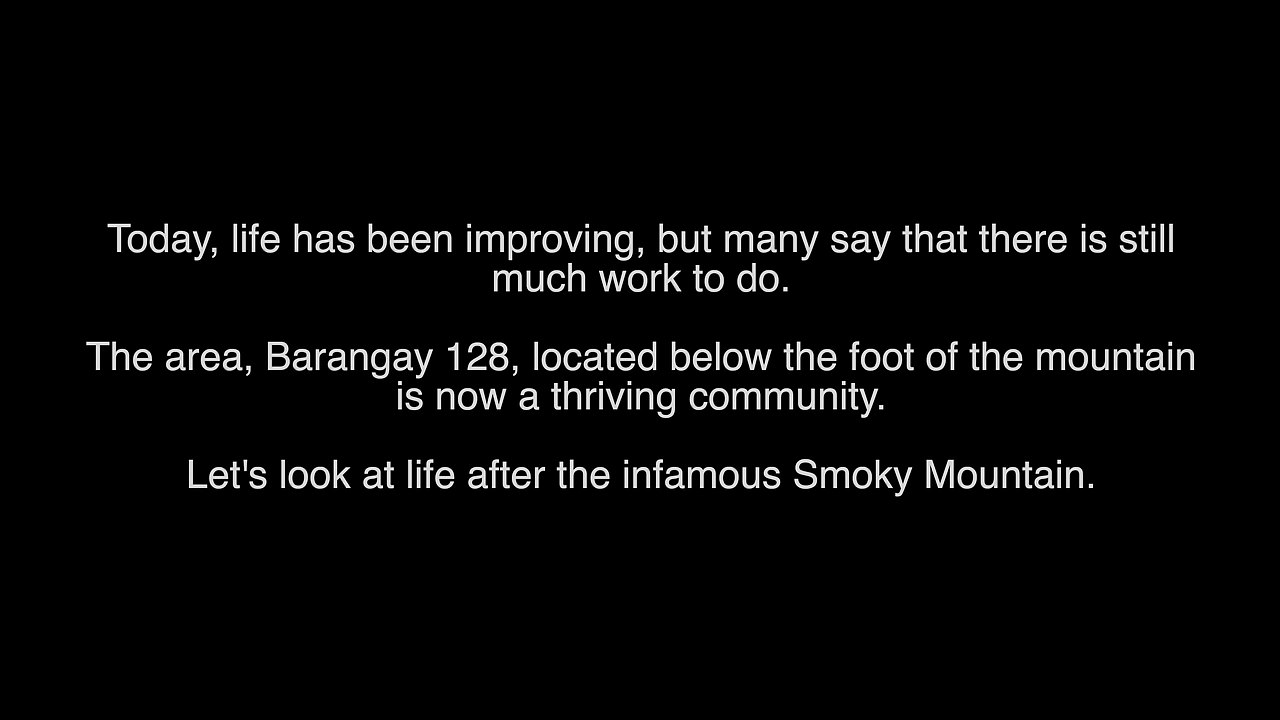 Today, life has been improving, but many say that there is still
much work to do.
The area, Barangay 128, located below the foot of the mountain
is now a thriving community.
Let's look at life after the infamous Smoky Mountain.